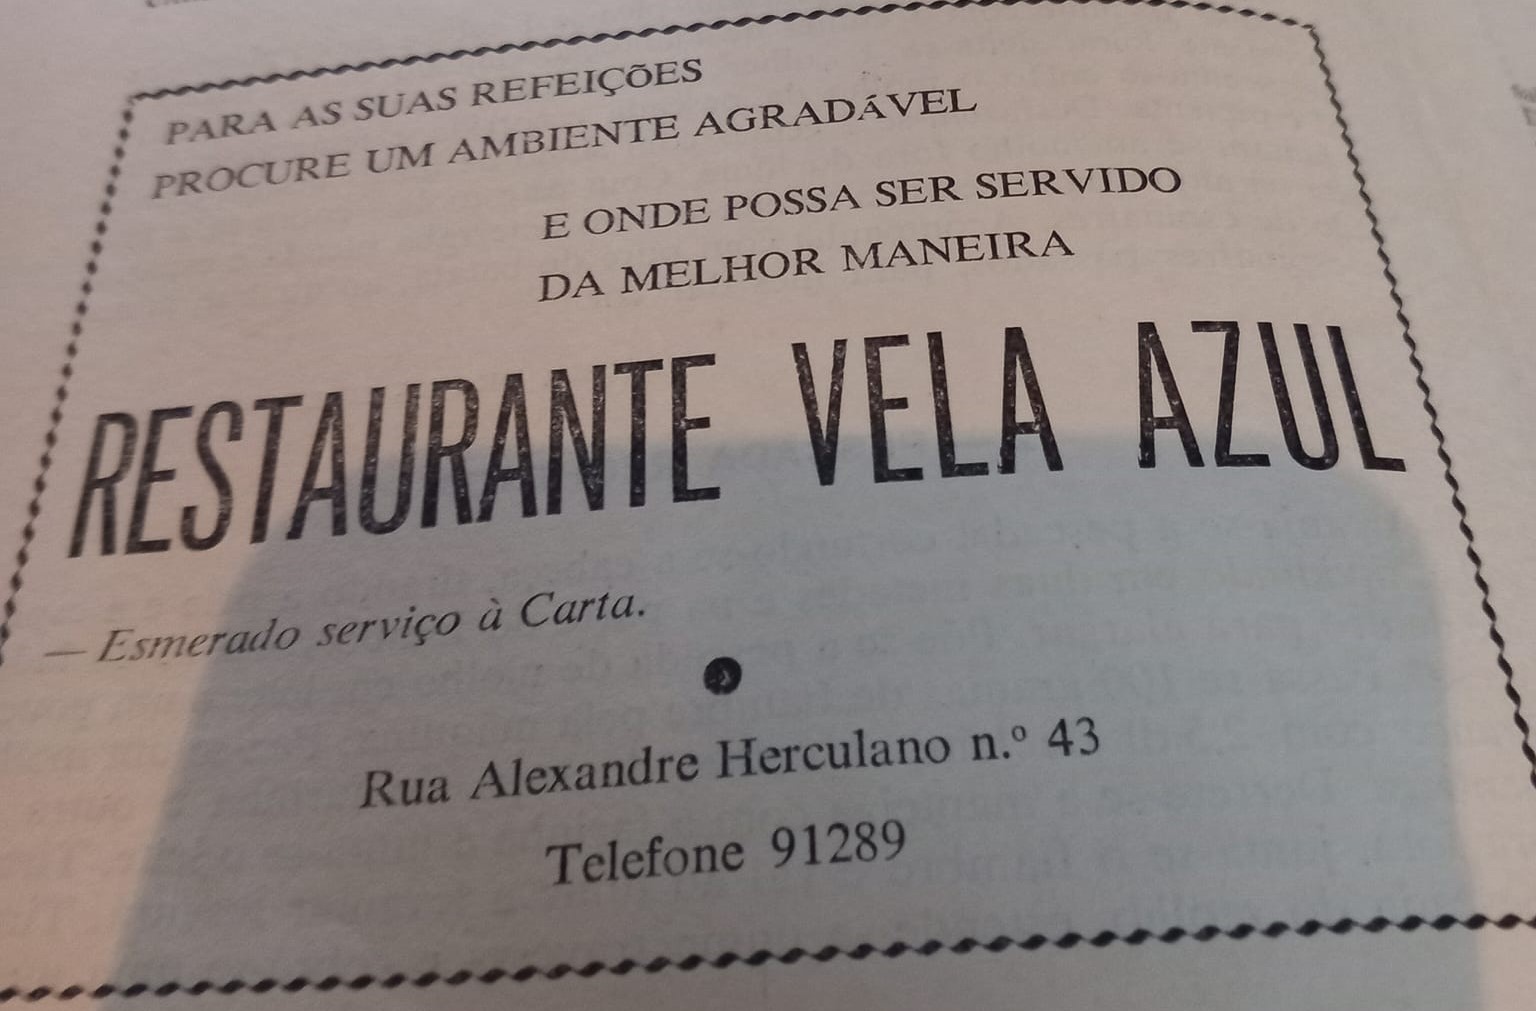 PARA AS SUAS REFEIÇÕES
PROCURE UM AMBIENTE AGRADÁVEL
E ONDE POSSA SER SERVIDO
DA MELHOR MANEIRA
RESTAURANTE VELA AZUL
— Esmerado serviço à Carta.
Rua Alexandre Herculano n.º 43
Telefone 91289